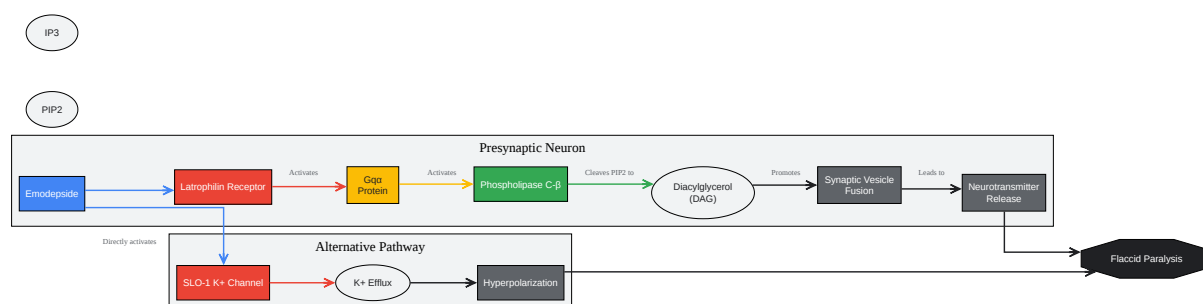 IP3
PIP2
Presynaptic Neuron
Emodepside
Latrophilin Receptor
Activates
Gqα
Protein
Activates
Phospholipase C-β
Cleaves PIP2 to
Diacylglycerol
(DAG)
Promotes
Synaptic Vesicle
Fusion
Leads to
Neurotransmitter
Release
Directly activates
Alternative Pathway
SLO-1 K+ Channel
K+ Efflux
Hyperpolarization
Flaccid Paralysis